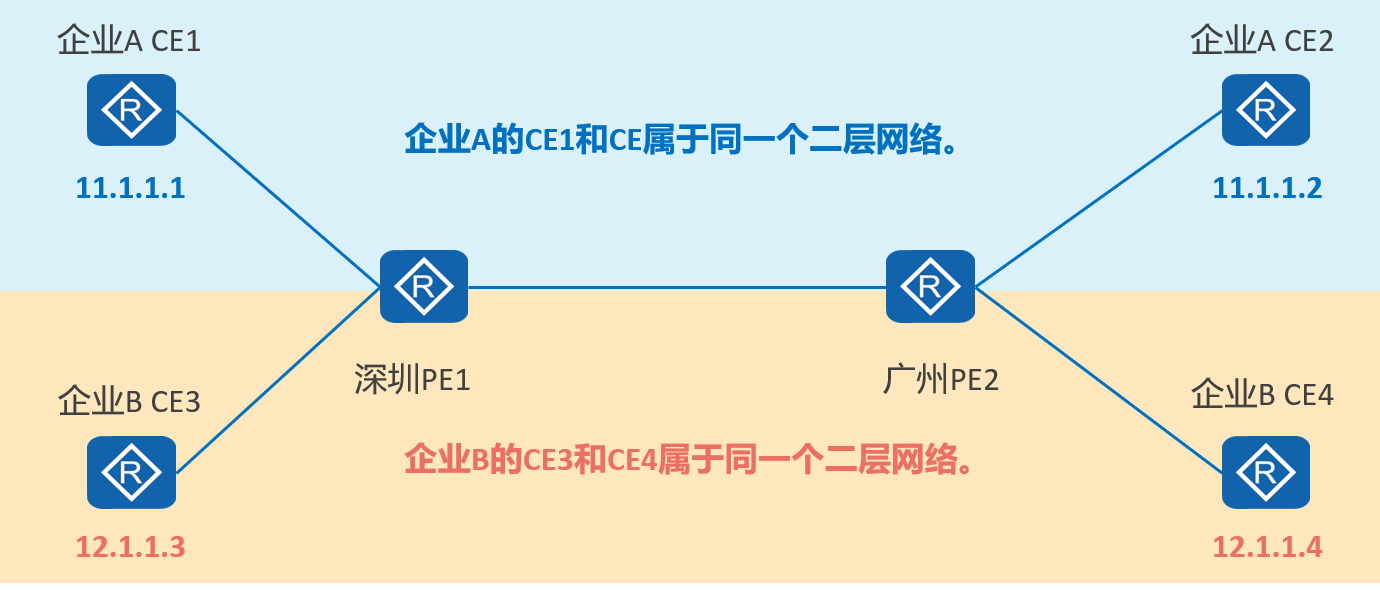 企业A CE1
企业A CE2
R
R
企业A的CE1和CE属于同一个二层网络。
11.1.1.1
11.1.1.2
R
R
深圳PE1
广州PE2
企业B CE3
企业B CE4
企业B的CE3和CE4属于同一个二层网络。
R
R
12.1.1.3
12.1.1.4